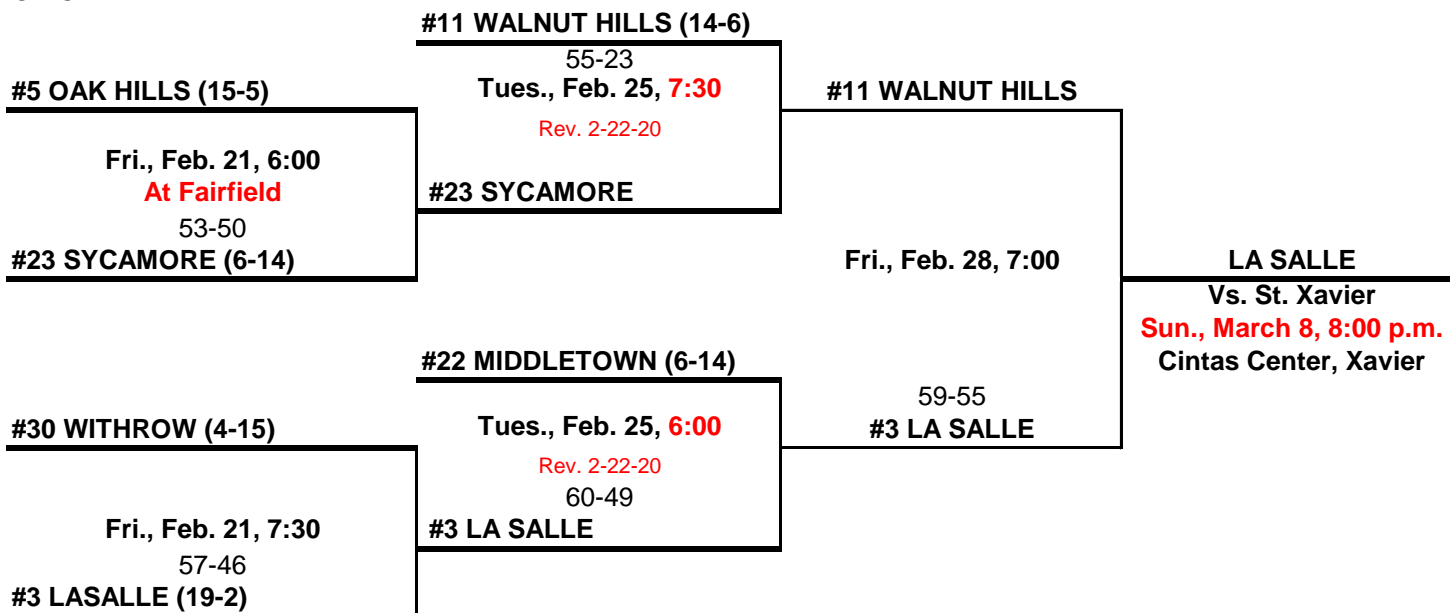 #11 WALNUT HILLS (14-6)
55-23
#5 OAK HILLS (15-5)
Tues., Feb. 25, 7:30
#11 WALNUT HILLS
Rev. 2-22-20
Fri., Feb. 21, 6:00
At Fairfield
#23 SYCAMORE
53-50
#23 SYCAMORE (6-14)
Fri., Feb. 28, 7:00
LA SALLE
Vs. St. Xavier
Sun., March 8, 8:00 p.m.
Cintas Center, Xavier
#22 MIDDLETOWN (6-14)
59-55
#30 WITHROW (4-15)
Tues., Feb. 25, 6:00
#3 LA SALLE
Rev. 2-22-20
60-49
Fri., Feb. 21, 7:30
#3 LA SALLE
57-46
#3 LASALLE (19-2)